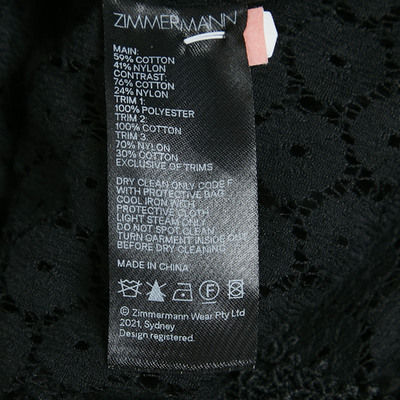 ZIMMERMANN
MAIN:
59% COTTON
41% NYLON
CONTRAST:
76% COTTON
24% NYLON
TRIM 1:
100% POLYESTER
TRIM 2:
100% COTTON
TRIM 3:
70% NYLON
30% COTTON
EXCLUSIVE OF TRIMS
DRY CLEAN ONLY CODE F
WITH PROTECTIVE BAG
COOL IRON WITH
PROTECTIVE CLOTH
LIGHT STEAM ONLY
DO NOT SPOT CLEAN
TURN GARMENT INSIDE OUT
BEFORE DRY CLEANING
MADE IN CHINA
F
© Zimmermann Wear Pty Ltd
2021, Sydney
Design registered.